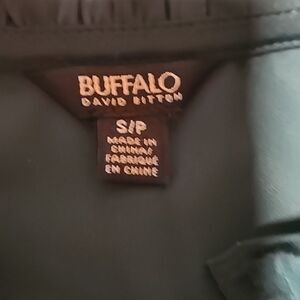 BUFFALO
DAVID BITTON
S/P
MADE IN
CHINA/
FABRIQUÉ
EN CHINE